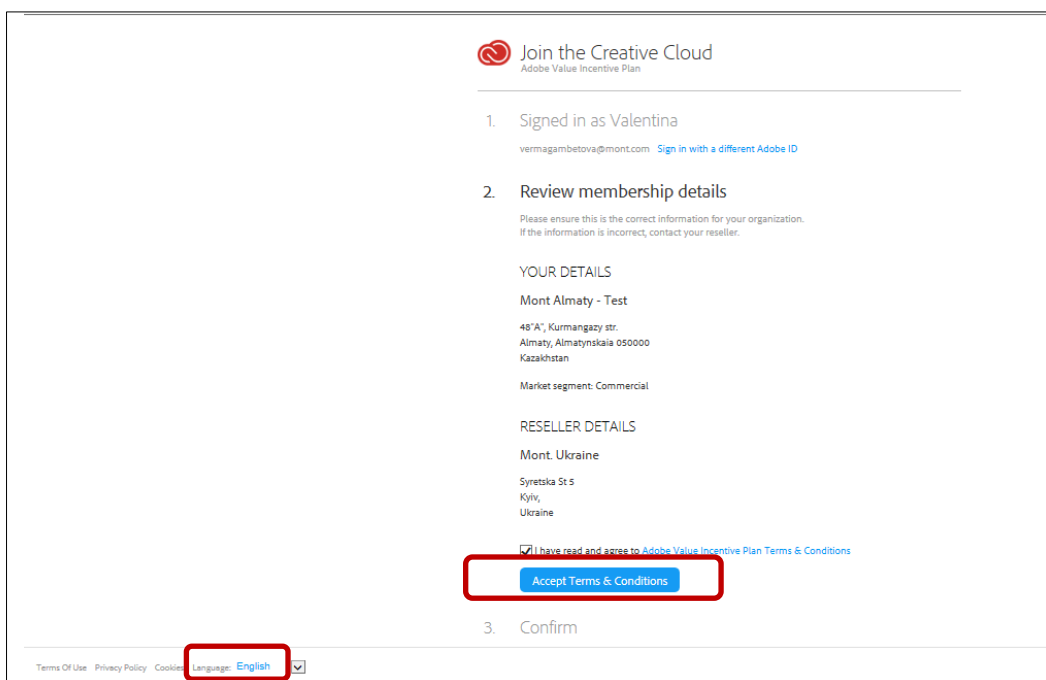 Join the Creative Cloud
Adobe Value Incentive Plan
1. Signed in as Valentina
vermagambetova@mont.com Sign in with a different Adobe ID
2. Review membership details
Please ensure this is the correct information for your organization.
If the information is incorrect, contact your reseller.
YOUR DETAILS
Mont Almaty - Test
48"A", Kurmangazy str.
Almaty, Almatynskaia 050000
Kazakhstan
Market segment: Commercial
RESELLER DETAILS
Mont. Ukraine
Syretska St 5
Kyiv,
Ukraine
I have read and agree to Adobe Value Incentive Plan Terms & Conditions
Accept Terms & Conditions
3. Confirm
Terms Of Use Privacy Policy Cookies Language: English